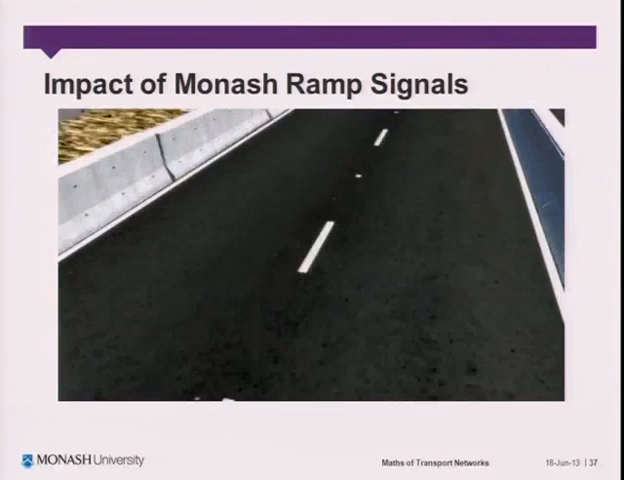 Impact of Monash Ramp Signals
MONASH University
Maths of Transport Networks
18-Jun-13 | 37